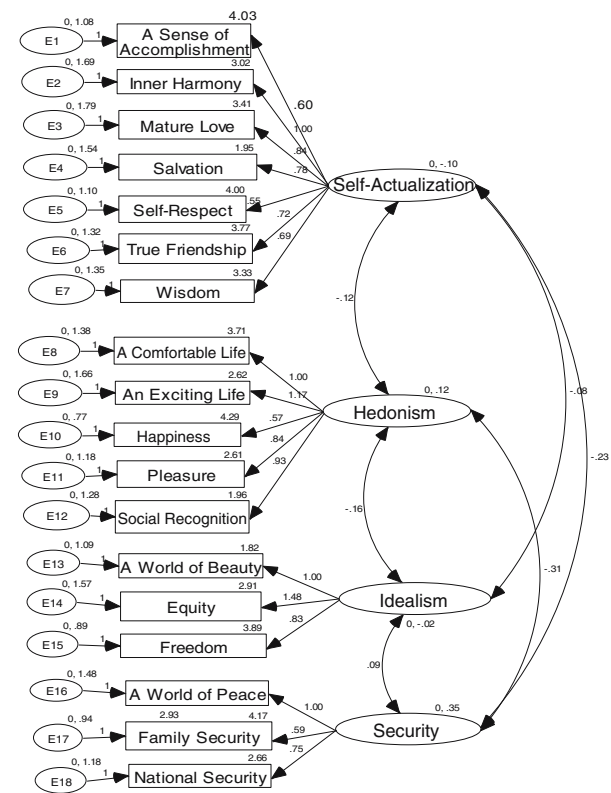 4.03
0, 1.08
E1
1
A Sense of
Accomplishment
.60
0, 1.69
E2
1
3.02
Inner Harmony
1.00
0, 1.79
E3
1
3.41
Mature Love
.84
0, 1.54
E4
1
1.95
Salvation
.78
0, -.10
Self-Actualization
0, 1.10
E5
1
4.00
Self-Respect
.55
0, 1.32
E6
1
3.77
True Friendship
.72
0, 1.35
E7
1
3.33
Wisdom
.69
-.12
0, 1.38
E8
1
3.71
A Comfortable Life
1.00
0, 1.66
E9
1
2.62
An Exciting Life
1.17
0, .12
Hedonism
-.08
0, .77
E10
1
4.29
Happiness
.57
0, 1.18
E11
1
2.61
Pleasure
.84
-.23
0, 1.28
E12
1
1.96
Social Recognition
.93
-.16
0, 1.09
E13
1
1.82
A World of Beauty
1.00
-.31
0, 1.57
E14
1
2.91
Equity
1.48
Idealism
0, -.02
0, .89
E15
1
3.89
Freedom
.83
.09
0, 1.48
E16
1
A World of Peace
1.00
0, .35
Security
0, .94
E17
1
2.93
4.17
Family Security
.59
0, 1.18
E18
1
2.66
National Security
.75